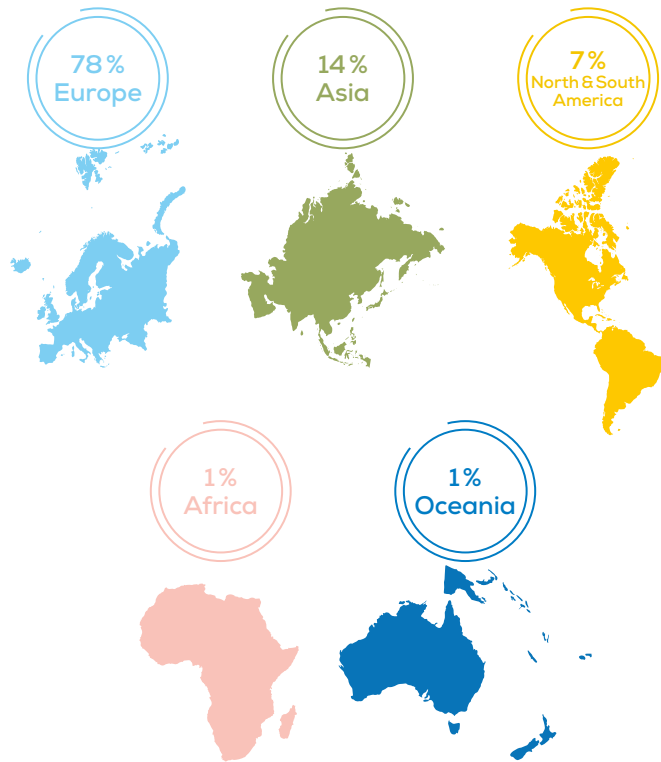 78 %
Europe
14 %
Asia
7 %
North & South
America
1 %
Africa
1 %
Oceania